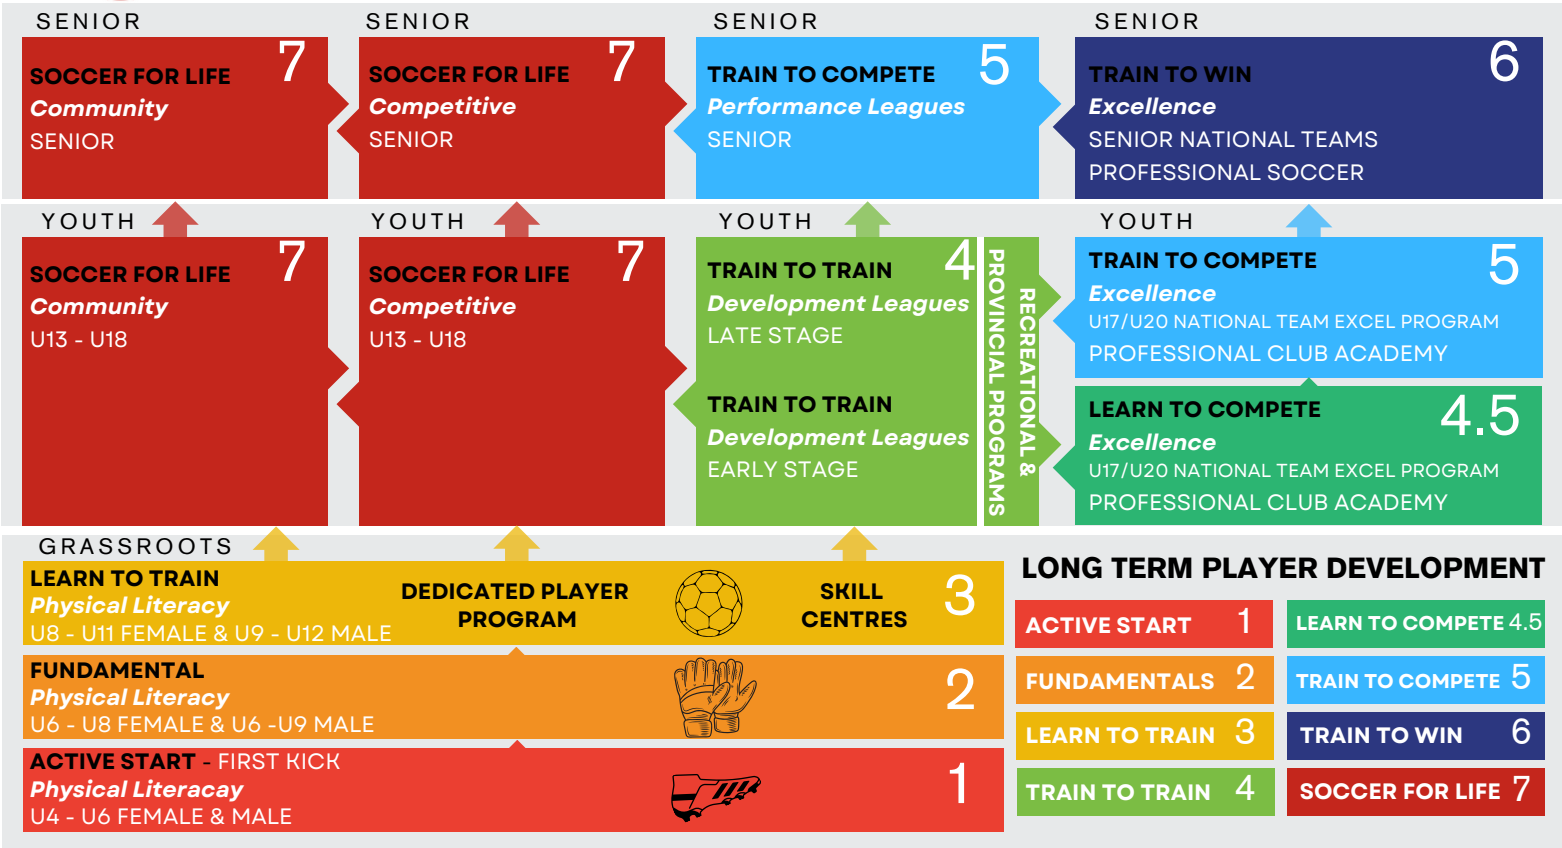 SENIOR
SOCCER FOR LIFE
7
Community
SENIOR
SENIOR
SOCCER FOR LIFE
7
Competitive
SENIOR
SENIOR
TRAIN TO COMPETE
5
Performance Leagues
SENIOR
SENIOR
TRAIN TO WIN
6
Excellence
SENIOR NATIONAL TEAMS
PROFESSIONAL SOCCER
YOUTH
SOCCER FOR LIFE
7
Community
U13 - U18
YOUTH
SOCCER FOR LIFE
7
Competitive
U13 - U18
YOUTH
TRAIN TO TRAIN
4
Development Leagues
LATE STAGE
TRAIN TO TRAIN
Development Leagues
EARLY STAGE
RECREATIONAL &
PROVINCIAL PROGRAMS
YOUTH
TRAIN TO COMPETE
5
Excellence
U17/U20 NATIONAL TEAM EXCEL PROGRAM
PROFESSIONAL CLUB ACADEMY
LEARN TO COMPETE
4.5
Excellence
U17/U20 NATIONAL TEAM EXCEL PROGRAM
PROFESSIONAL CLUB ACADEMY
GRASSROOTS
LEARN TO TRAIN
Physical Literacy
U8 - U11 FEMALE & U9 - U12 MALE
DEDICATED PLAYER
PROGRAM
SKILL
CENTRES
3
FUNDAMENTAL
Physical Literacy
U6 - U8 FEMALE & U6 -U9 MALE
2
ACTIVE START - FIRST KICK
Physical Literacay
U4 - U6 FEMALE & MALE
1
LONG TERM PLAYER DEVELOPMENT
ACTIVE START 1
FUNDAMENTALS 2
LEARN TO TRAIN 3
TRAIN TO TRAIN 4
LEARN TO COMPETE 4.5
TRAIN TO COMPETE 5
TRAIN TO WIN 6
SOCCER FOR LIFE 7